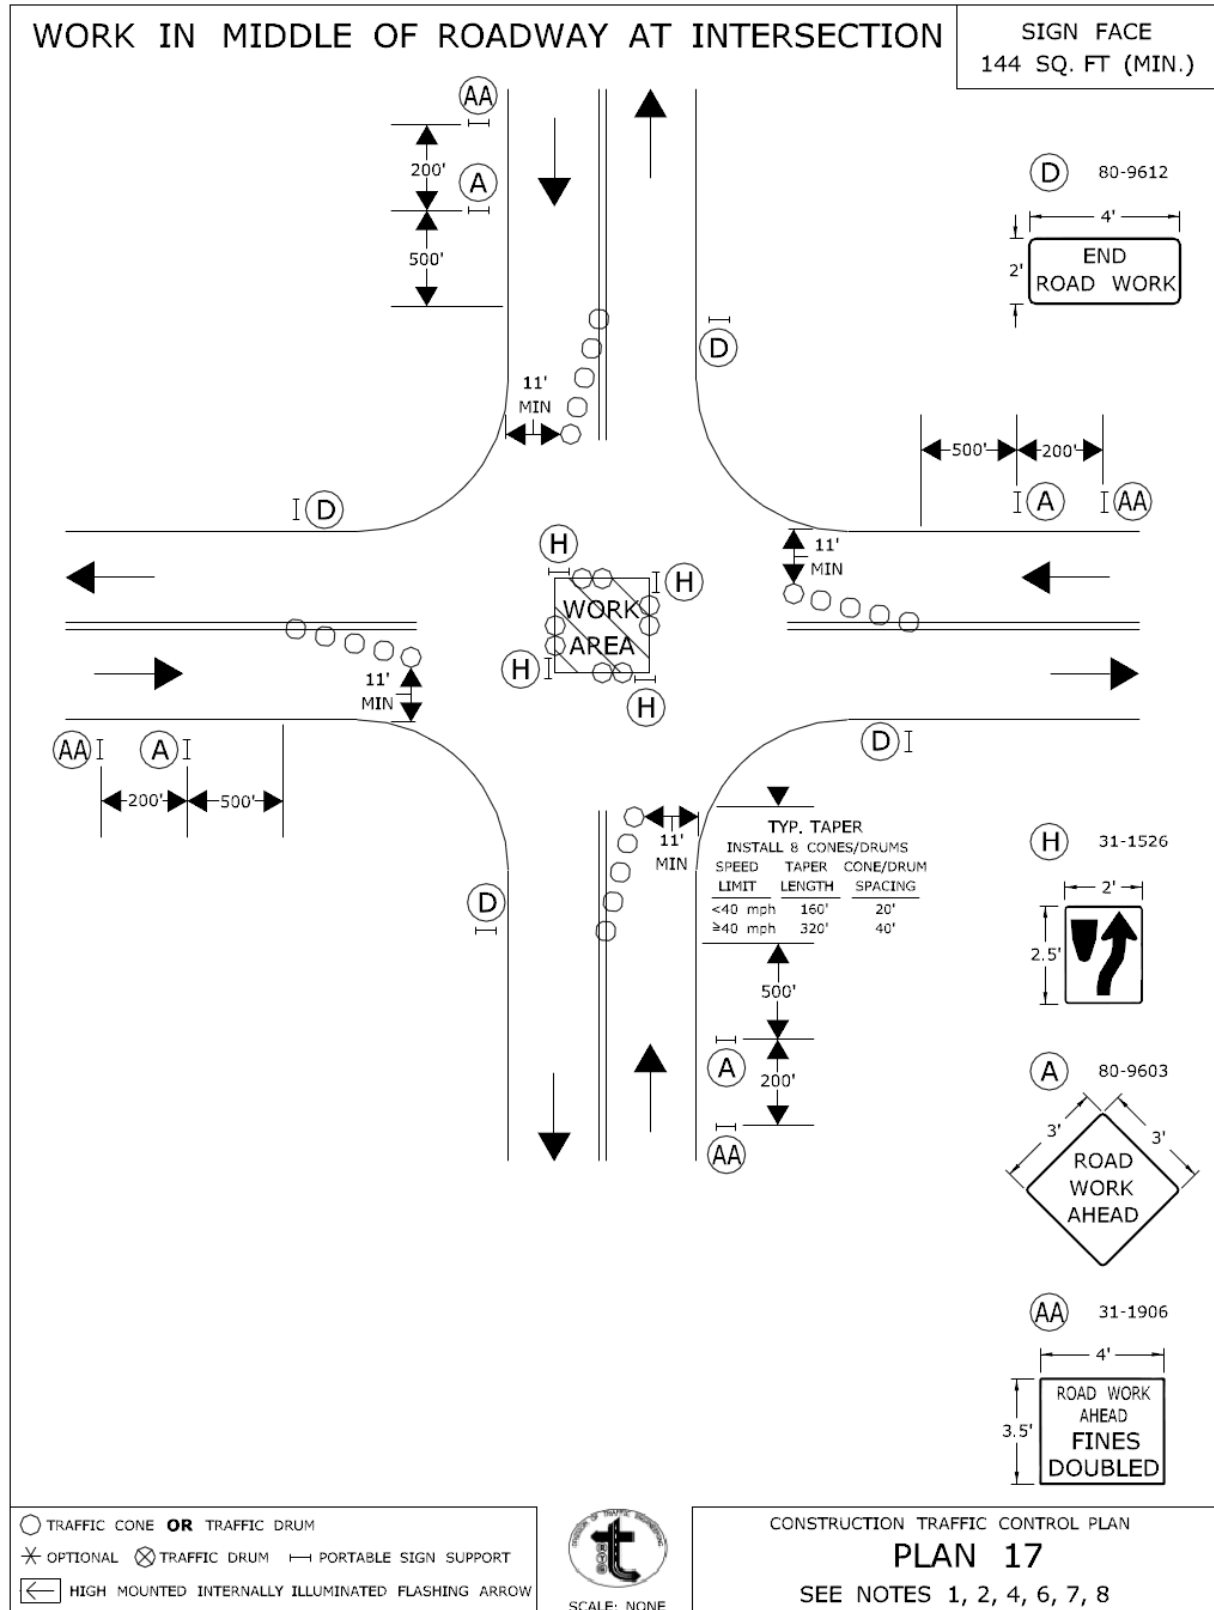 WORK IN MIDDLE OF ROADWAY AT INTERSECTION
SIGN FACE
144 SQ. FT (MIN.)
AA
200'
A
500'
D
11'
MIN
D
80-9612
4'
2'
END
ROAD WORK
500'
200'
A
AA
D
H
H
WORK
AREA
H
H
11'
MIN
11'
MIN
AA
A
200'
500'
D
D
11'
MIN
TYP. TAPER
INSTALL 8 CONES/DRUMS
SPEED TAPER CONE/DRUM
LIMIT LENGTH SPACING
<40 mph 160' 20'
≥40 mph 320' 40'
500'
A
200'
AA
H
31-1526
2'
2.5'
A
80-9603
3'
3'
ROAD
WORK
AHEAD
AA
31-1906
4'
3.5'
ROAD WORK
AHEAD
FINES
DOUBLED
TRAFFIC CONE OR TRAFFIC DRUM
OPTIONAL TRAFFIC DRUM PORTABLE SIGN SUPPORT
HIGH MOUNTED INTERNALLY ILLUMINATED FLASHING ARROW
DIVISION OF TRAFFIC ENGINEERING
t
SCALE: NONE
CONSTRUCTION TRAFFIC CONTROL PLAN
PLAN 17
SEE NOTES 1, 2, 4, 6, 7, 8